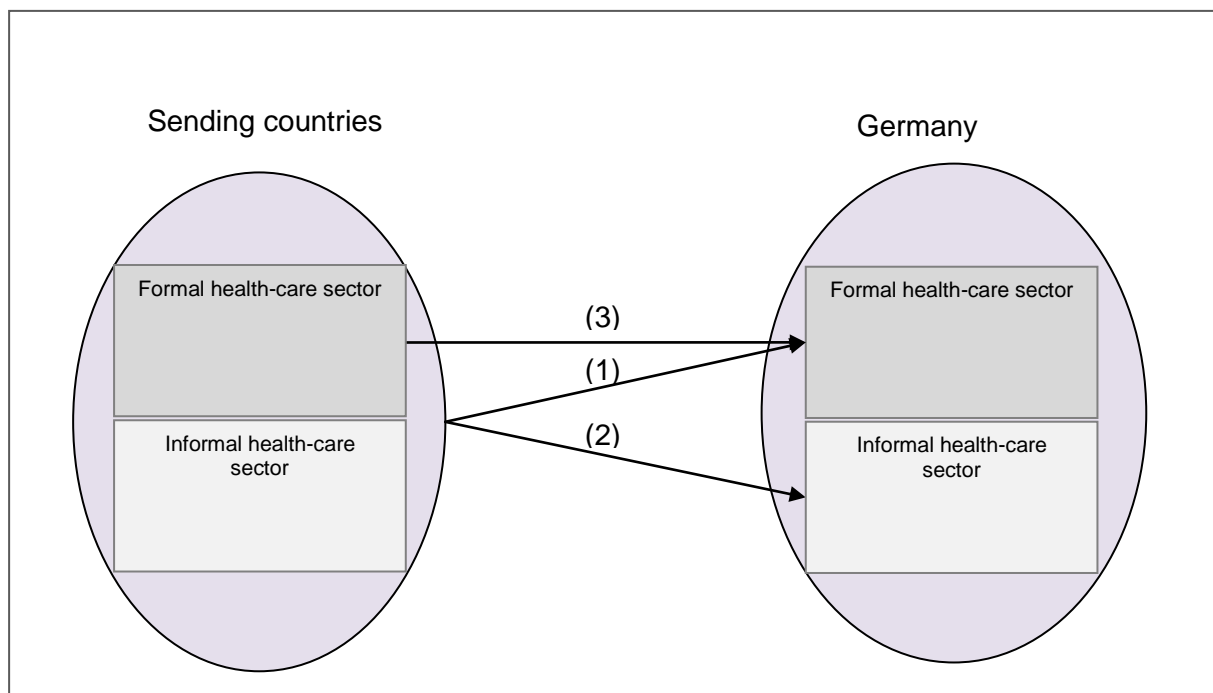 Sending countries
Germany
Formal health-care sector
Formal health-care sector
(3)
(1)
(2)
Informal health-care
sector
Informal health-care
sector